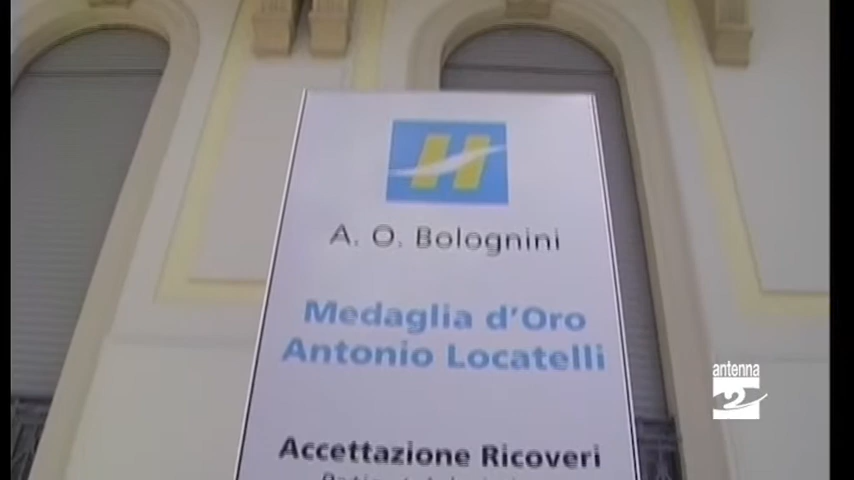 H
A. O. Bolognini
Medaglia d'Oro
Antonio Locatelli
Accettazione Ricoveri
antenna
2